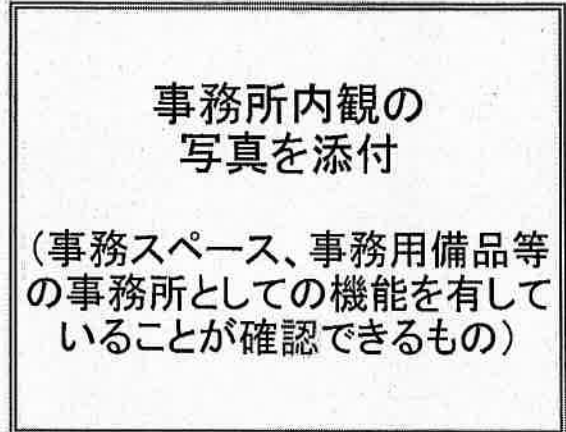 事務所内観の
写真を添付
（事務スペース、事務用備品等
の事務所としての機能を有して
いることが確認できるもの）